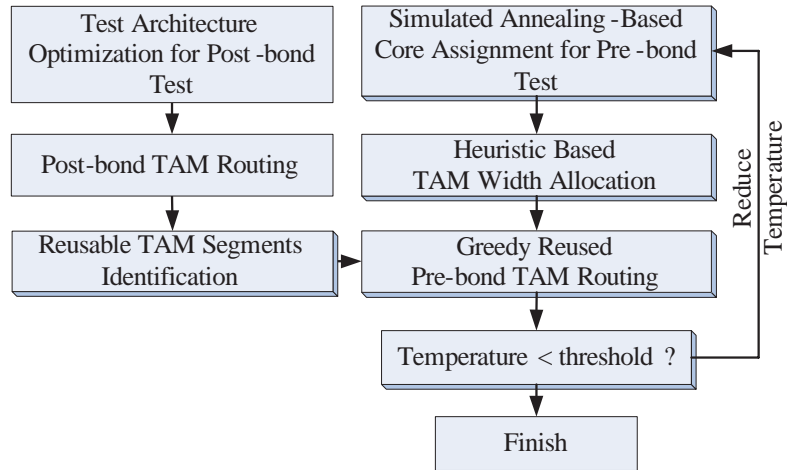 Test Architecture
Optimization for Post -bond
Test
Post-bond TAM Routing
Reusable TAM Segments
Identification
Simulated Annealing -Based
Core Assignment for Pre -bond
Test
Heuristic Based
TAM Width Allocation
Greedy Reused
Pre-bond TAM Routing
Temperature < threshold ?
Finish
Reduce
Temperature